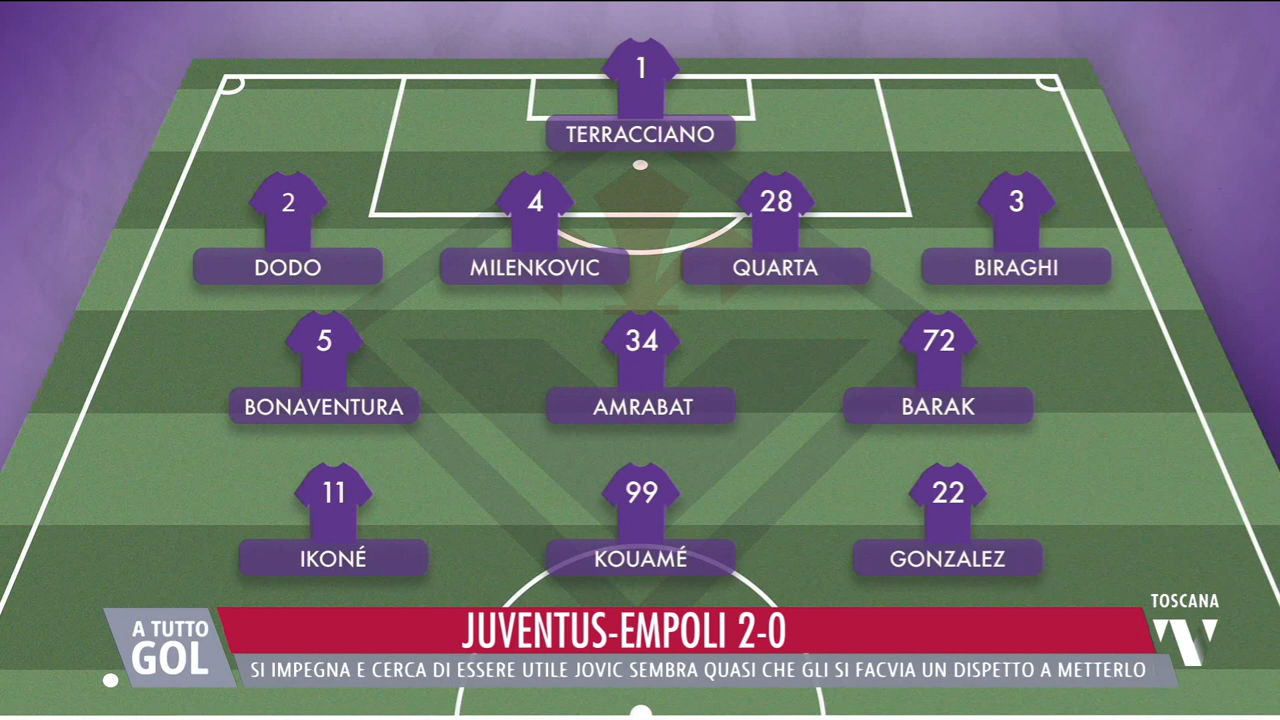 1
TERRACCIANO
2
4
28
3
DODO
MILENKOVIC
QUARTA
BIRAGHI
5
34
72
BONAVENTURA
AMRABAT
BARAK
11
99
22
IKONÉ
KOUAMÉ
GONZALEZ
A TUTTO
GOL
JUVENTUS-EMPOLI 2-0
SI IMPEGNA E CERCA DI ESSERE UTILE JOVIC SEMBRA QUASI CHE GLI SI FACVIA UN DISPETTO A METTERLO
TOSCANA
TV